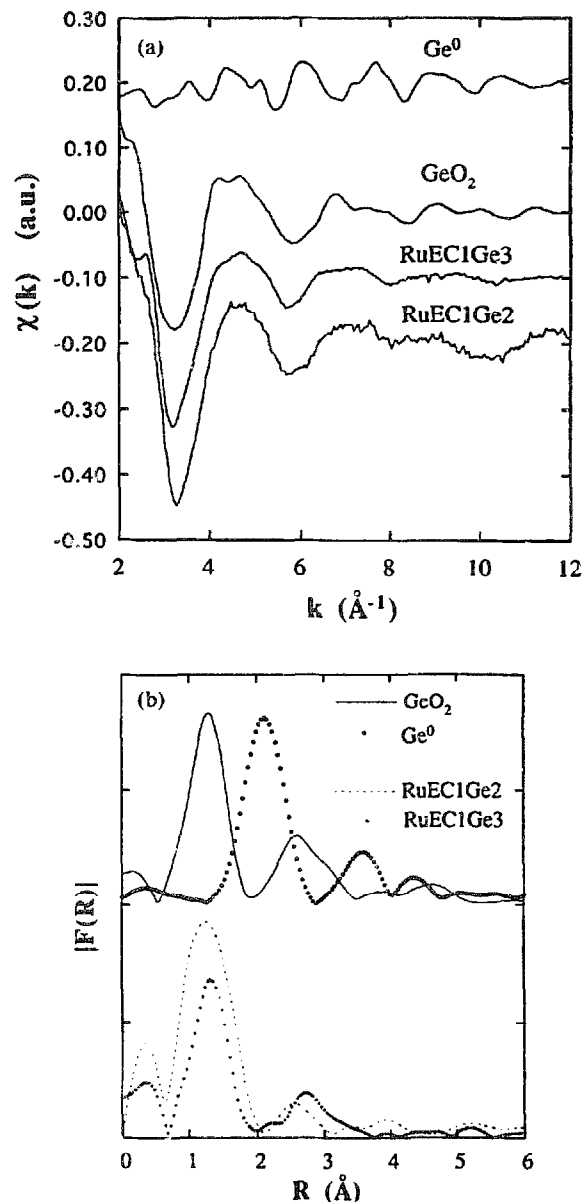 (a)
0.30
0.20
0.10
0.00
-0.10
-0.20
-0.30
-0.40
-0.50
χ(k) (a.u.)
Ge⁰
GeO₂
RuEC1Ge3
RuEC1Ge2
2 4 6 8 10 12
k (Å⁻¹)
(b)
GeO₂
Ge⁰
RuEC1Ge2
RuEC1Ge3
|F(R)|
0 1 2 3 4 5 6
R (Å)